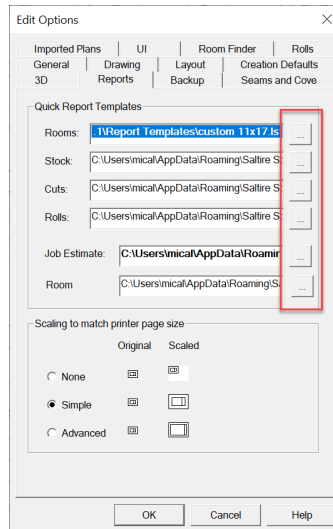 Edit Options
Imported Plans UI Room Finder Rolls
General Drawing Layout Creation Defaults
3D Reports Backup Seams and Cove
Quick Report Templates
Rooms: .1\Report Templates\custom 11x17.ls
...
Stock: C:\Users\mical\AppData\Roaming\Saltire S
...
Cuts: C:\Users\mical\AppData\Roaming\Saltire S
...
Rolls: C:\Users\mical\AppData\Roaming\Saltire S
...
Job Estimate: C:\Users\mical\AppData\Roamin
...
Room C:\Users\mical\AppData\Roaming\S
...
Scaling to match printer page size
Original Scaled
None
Simple
Advanced
OK Cancel Help